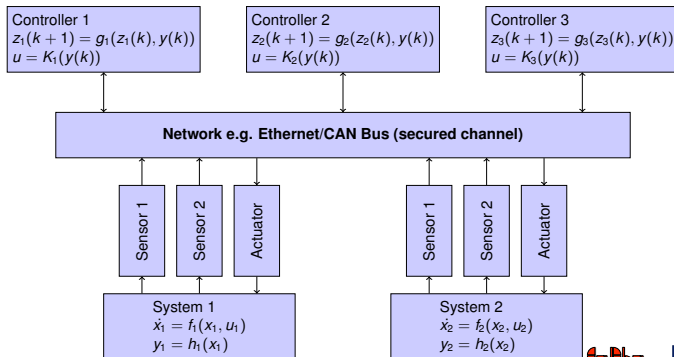 Controller 1
z₁(k + 1) = g₁(z₁(k), y(k))
u = K₁(y(k))
Controller 2
z₂(k + 1) = g₂(z₂(k), y(k))
u = K₂(y(k))
Controller 3
z₃(k + 1) = g₃(z₃(k), y(k))
u = K₃(y(k))
Network e.g. Ethernet/CAN Bus (secured channel)
Sensor 1
Sensor 2
Actuator
Sensor 1
Sensor 2
Actuator
System 1
ẋ₁ = f₁(x₁, u₁)
y₁ = h₁(x₁)
System 2
ẋ₂ = f₂(x₂, u₂)
y₂ = h₂(x₂)